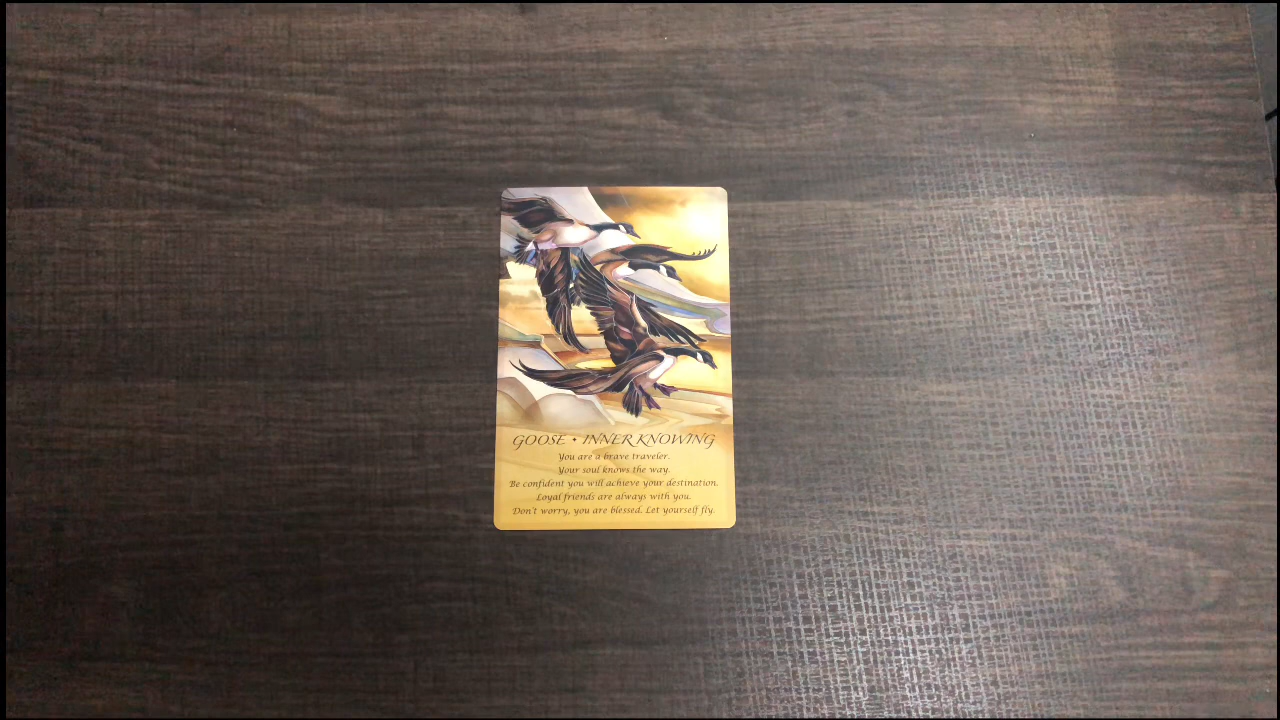 GOOSE • INNER KNOWING
You are a brave traveler.
Your soul knows the way.
Be confident you will achieve your destination.
Loyal friends are always with you.
Don't worry, you are blessed. Let yourself fly.